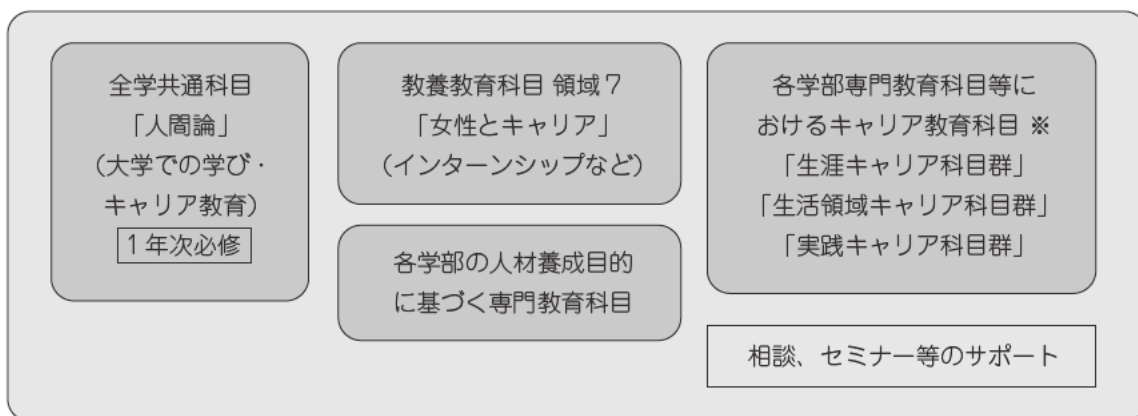 全学共通科目
「人間論」
(大学での学び・
キャリア教育)
1年次必修
教養教育科目 領域7
「女性とキャリア」
(インターンシップなど)
各学部の人材養成目的
に基づく専門教育科目
各学部専門教育科目等に
おけるキャリア教育科目 ※
「生涯キャリア科目群」
「生活領域キャリア科目群」
「実践キャリア科目群」
相談、セミナー等のサポート